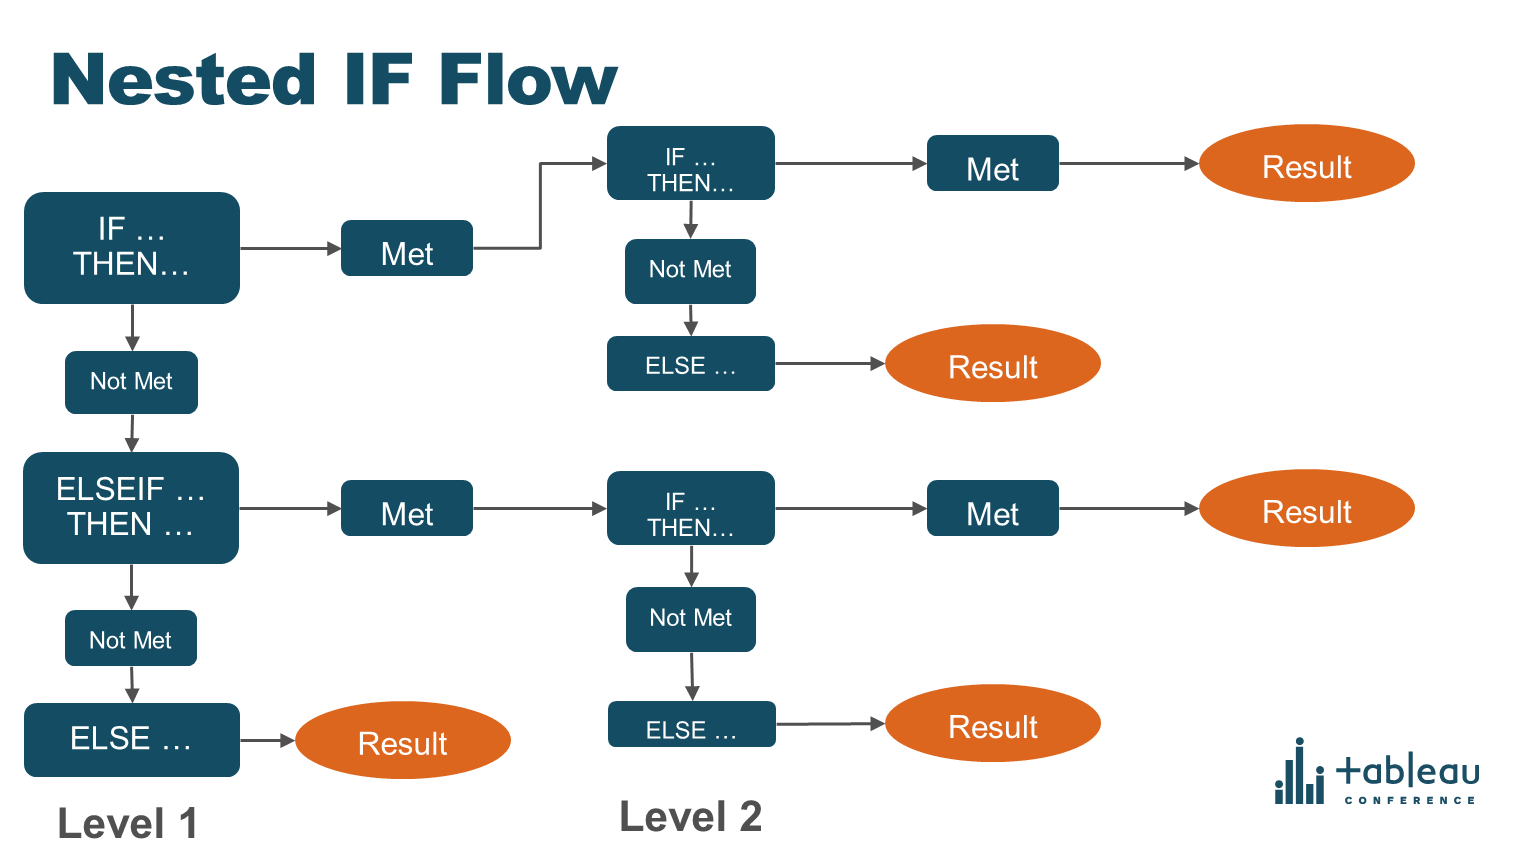 Nested IF Flow
IF …
THEN…
Met
IF …
THEN…
Met
Result
Not Met
ELSE …
Result
Not Met
ELSEIF …
THEN …
Met
IF …
THEN…
Met
Result
Not Met
ELSE …
Result
Not Met
ELSE …
Result
Level 1
Level 2
+ableau
CONFERENCE